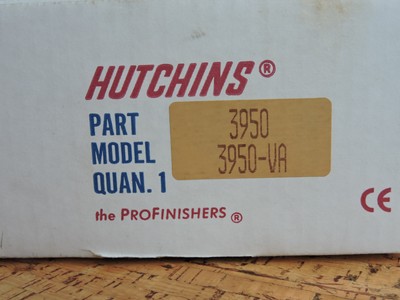 HUTCHINS®
PART 3950
MODEL 3950-VA
QUAN. 1
the PROFINISHERS®
CE